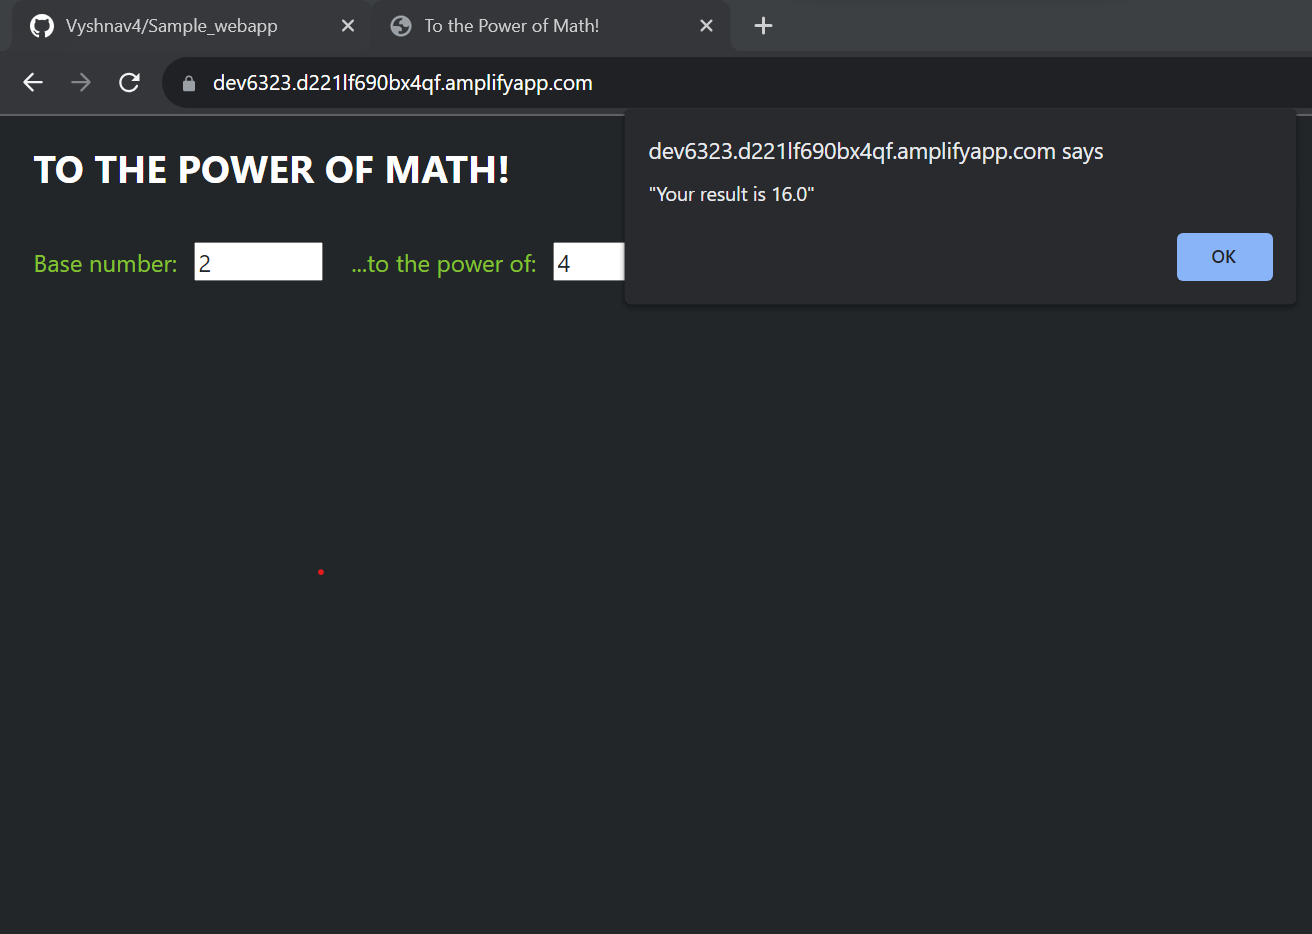 Vyshnav4/Sample_webapp
To the Power of Math!
dev6323.d221lf690bx4qf.amplifyapp.com
dev6323.d221lf690bx4qf.amplifyapp.com says
"Your result is 16.0"
OK
TO THE POWER OF MATH!
Base number: 2 ...to the power of: 4